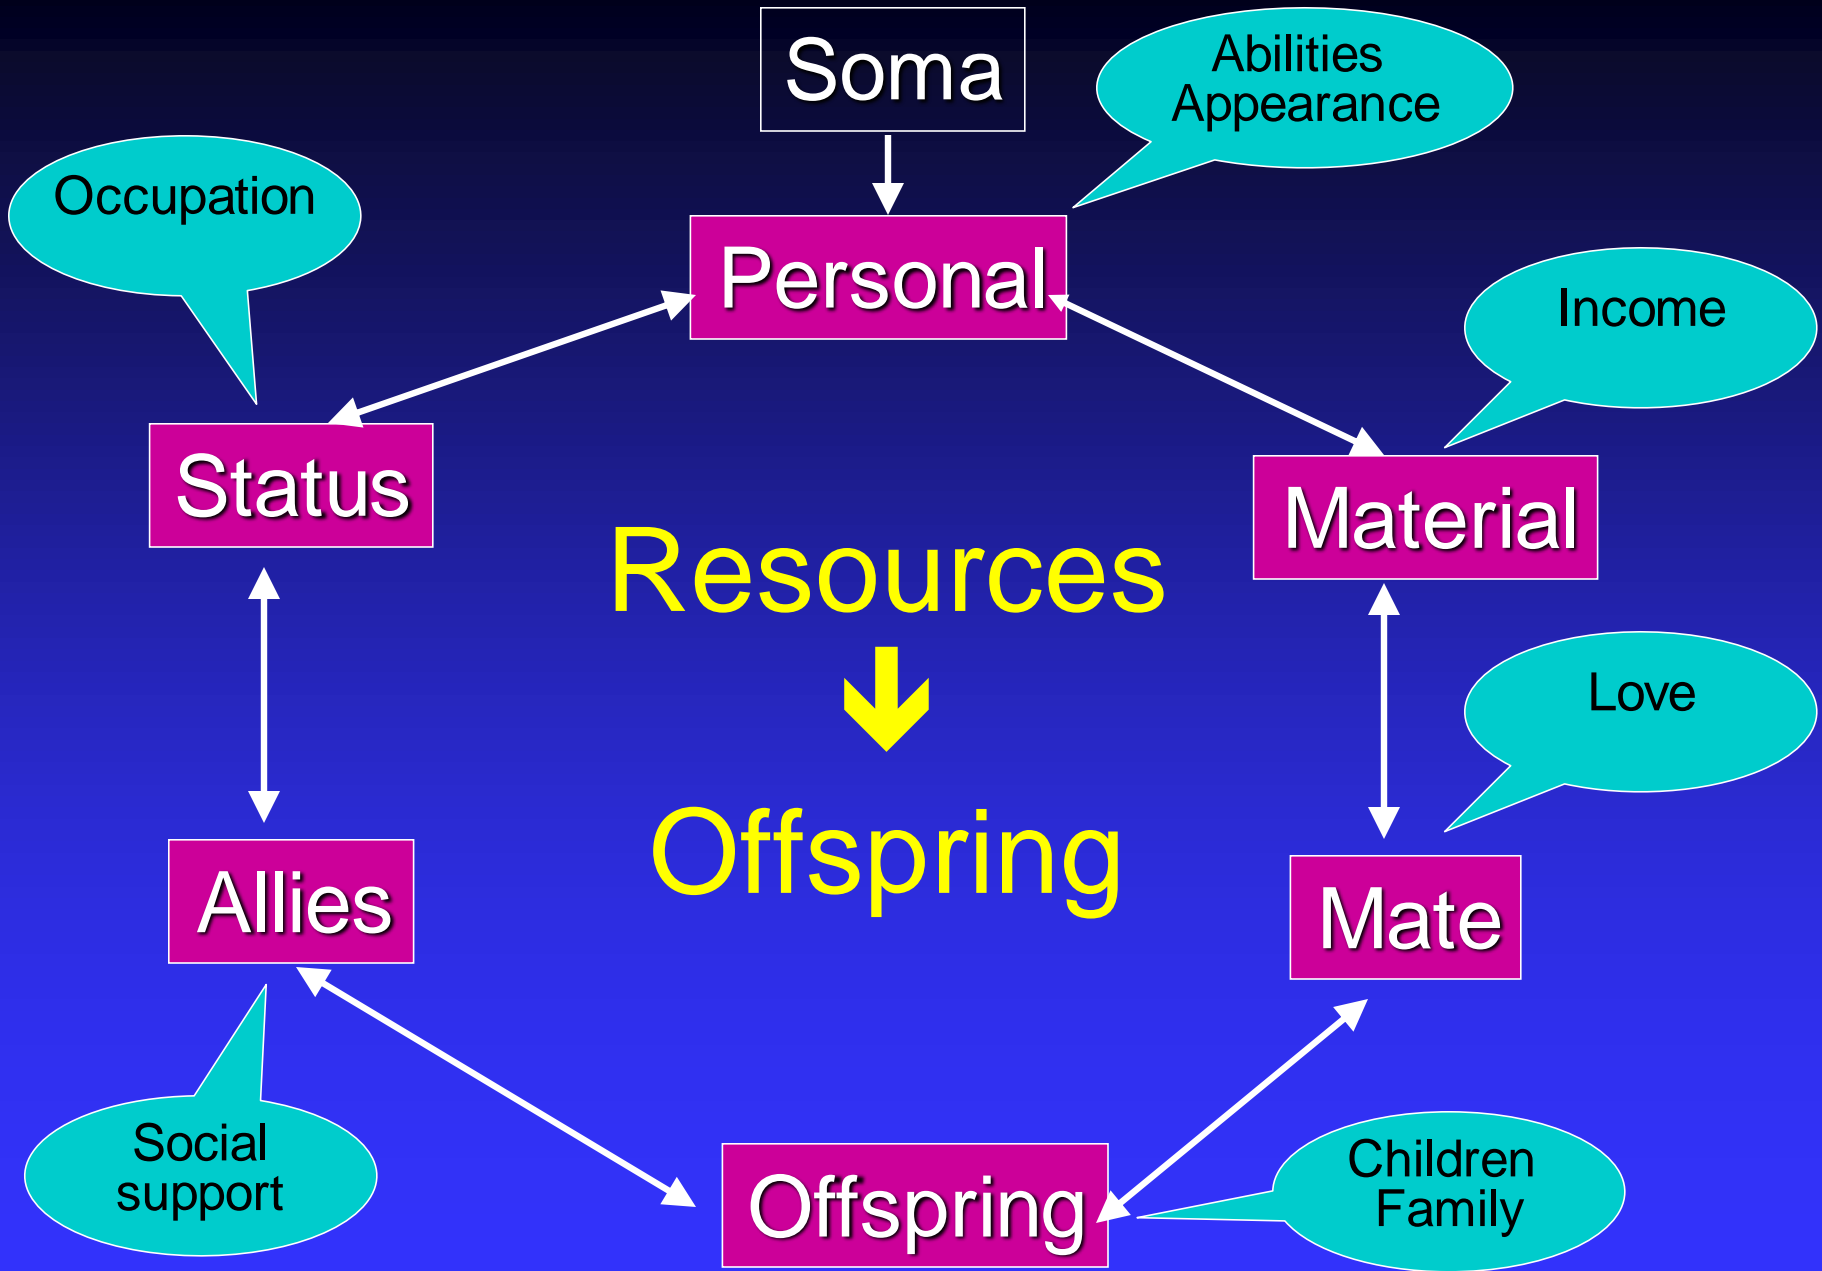 Soma
Abilities
Appearance
Occupation
Personal
Income
Status
Material
Resources
Love
Offspring
Allies
Mate
Social
support
Offspring
Children
Family